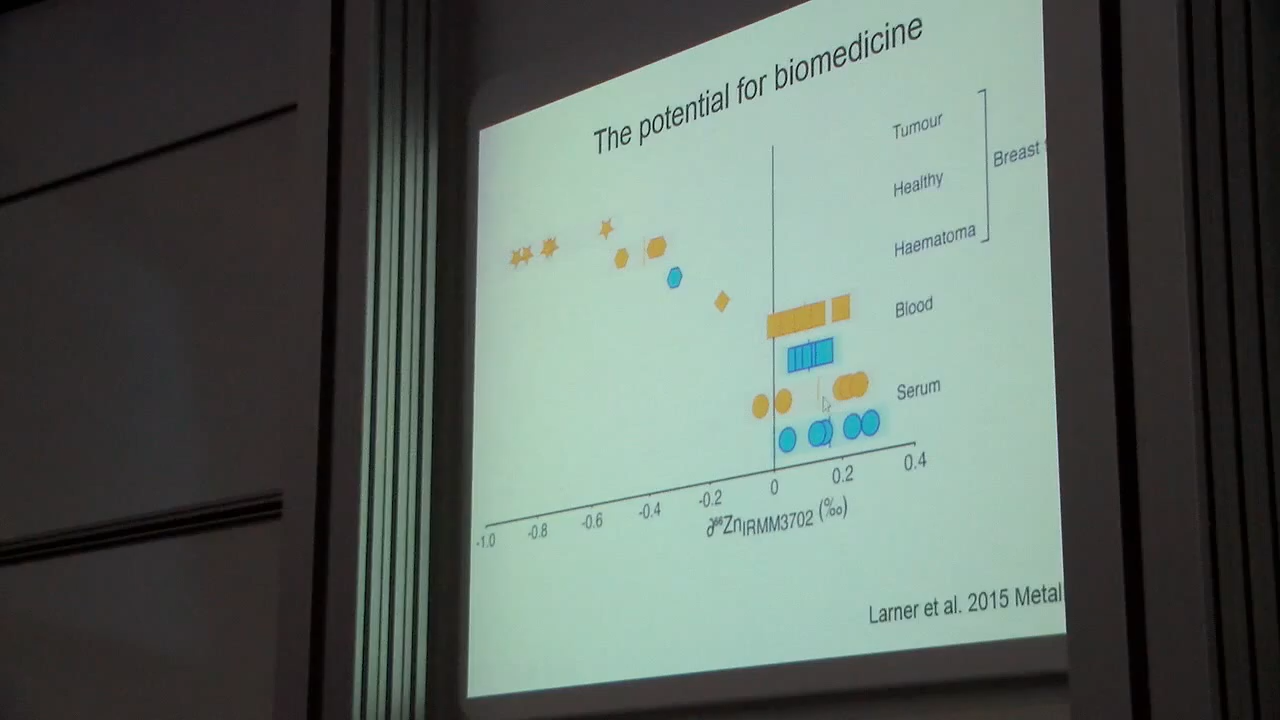 The potential for biomedicine
Tumour
Healthy
Haematoma
Breast
Blood
Serum
-1.0 -0.8 -0.6 -0.4 -0.2 0 0.2 0.4
∂⁶⁶ZnIRMM3702 (‰)
Larner et al. 2015 Metal